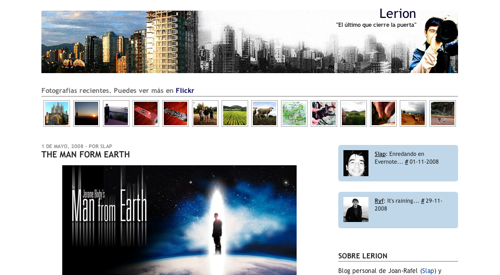 Lerion
"El último que cierre la puerta"
Fotografías recientes. Puedes ver más en Flickr
1 DE MAYO, 2008 - POR SLAP
THE MAN FORM EARTH
Jerome Bixby's
Man from Earth
Slap: Enredando en
Evernote... # 01-11-2008
Ryf: It's raining... # 29-11-
2008
SOBRE LERION
Blog personal de Joan-Rafel (Slap) y